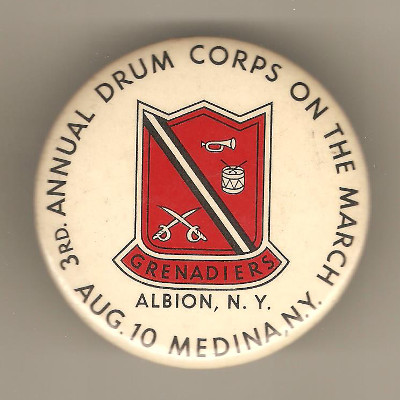 3RD. ANNUAL DRUM CORPS ON THE MARCH
GRENADIERS
ALBION, N. Y.
AUG. 10 MEDINA, N.Y.